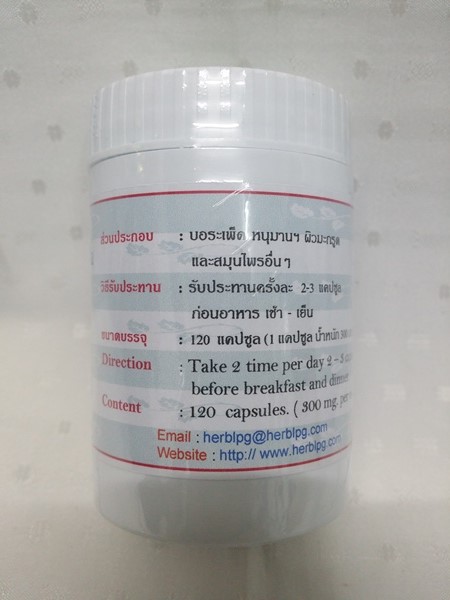 ส่วนประกอบ : บอระเพ็ด หนุมานฯ ผิวมะกรูด
และสมุนไพรอื่นๆ
วิธีรับประทาน : รับประทานครั้งละ 2-3 แคปซูล
ก่อนอาหาร เช้า - เย็น
ขนาดบรรจุ : 120 แคปซูล (1 แคปซูล น้ำหนัก 300
Direction : Take 2 time per day 2 - 3
before breakfast and dinner
Content : 120 capsules. ( 300 mg. per
Email : herblpg@herblpg.com
Website : http:// www.herblpg.com